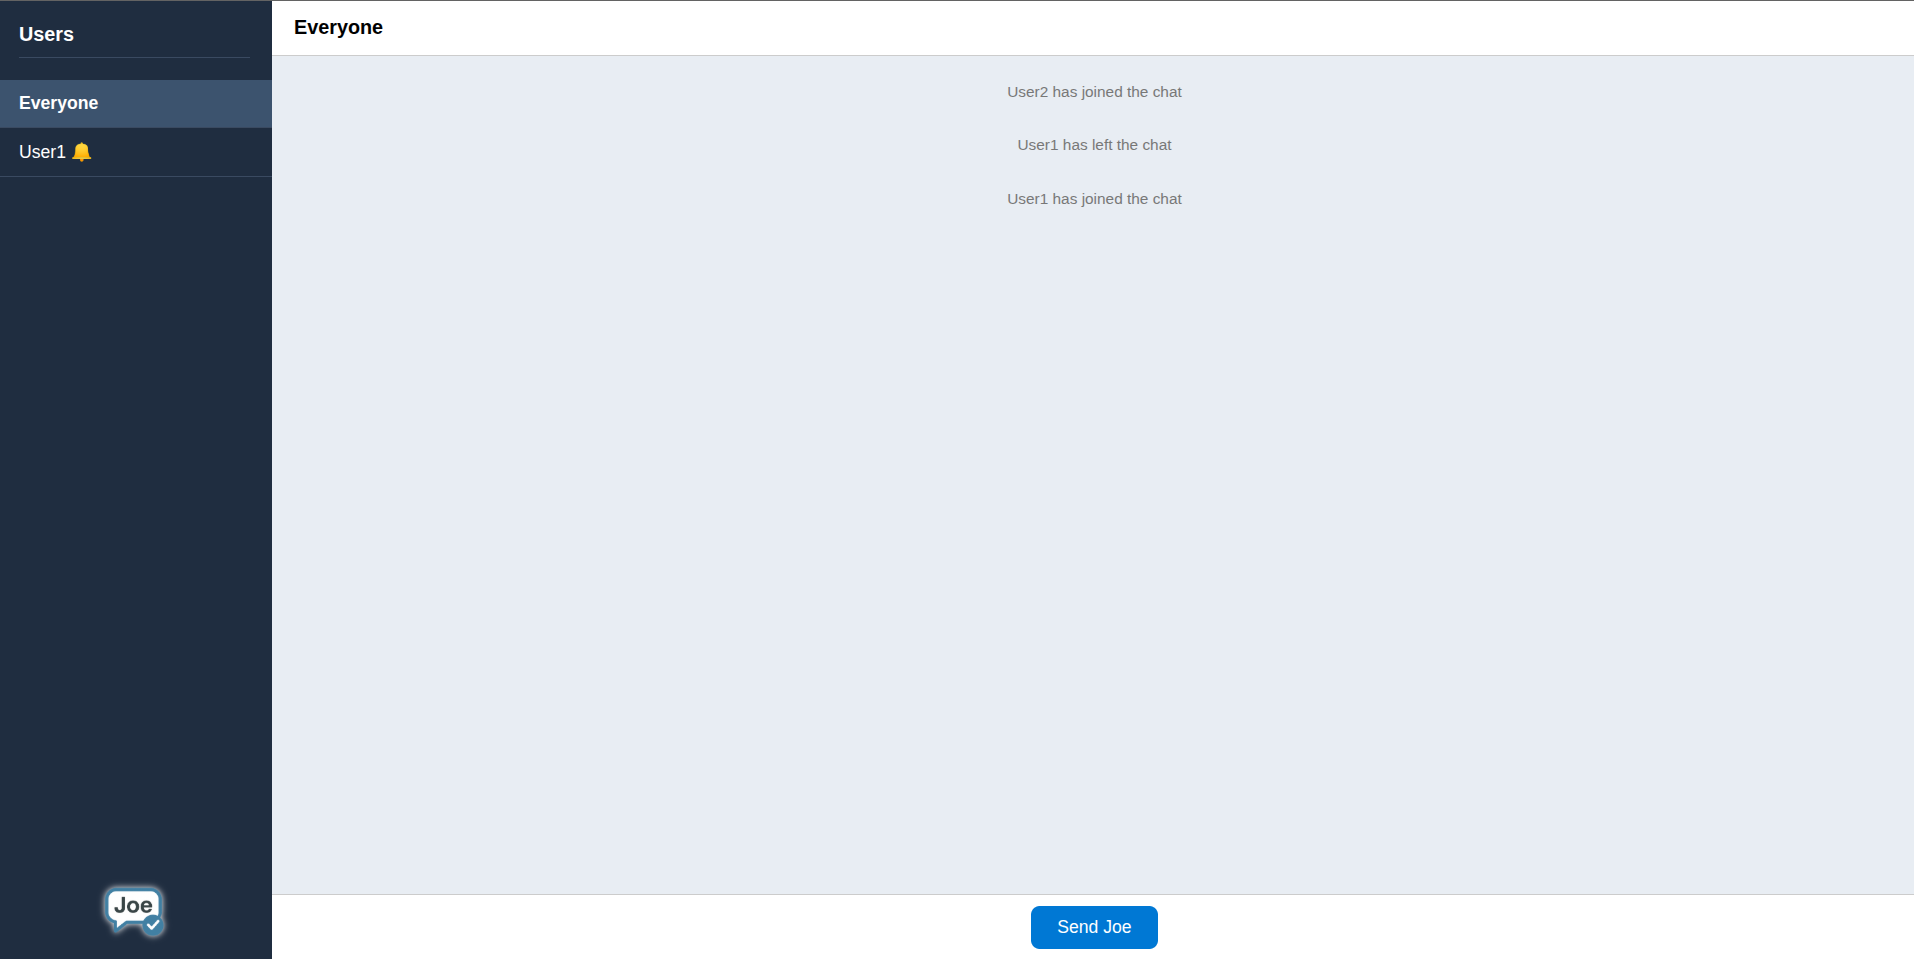 Users
Everyone
User1 🔔
Joe
Everyone
User2 has joined the chat
User1 has left the chat
User1 has joined the chat
Send Joe